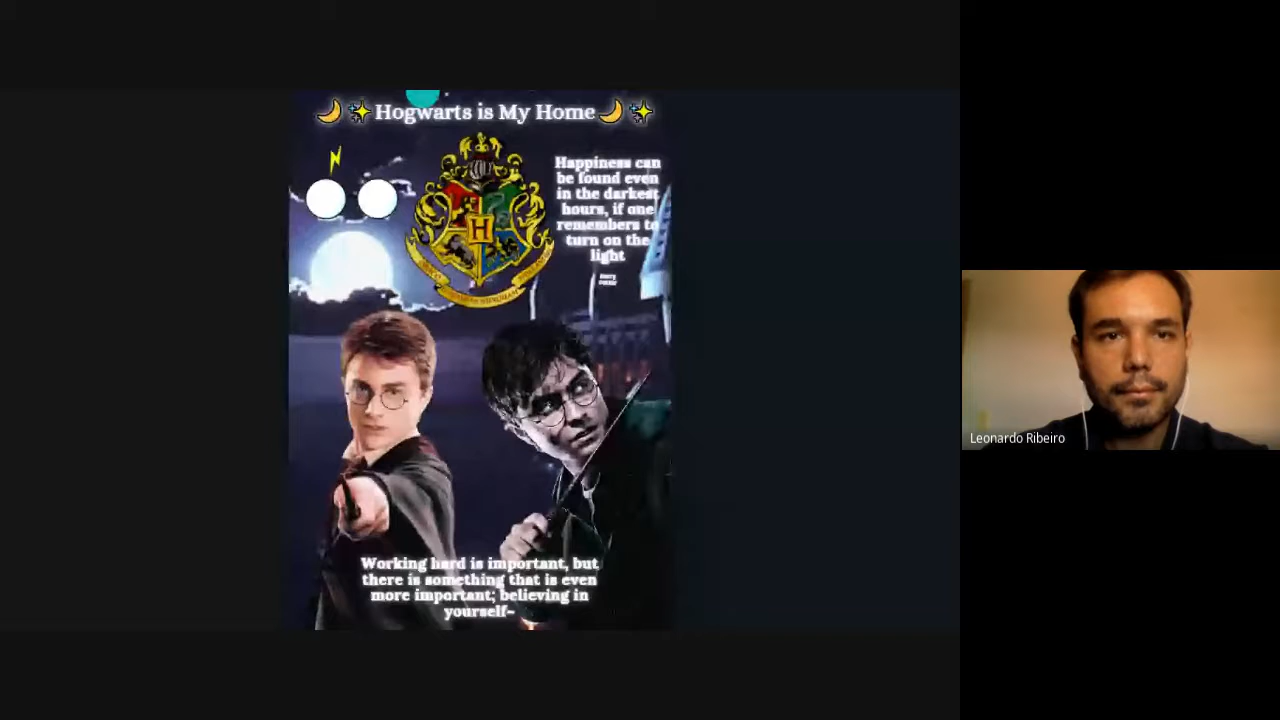 🌙✨Hogwarts is My Home🌙✨
Happiness can
be found even
in the darkest
hours, if one
remembers to
turn on the
light
H
Working hard is important, but
there is something that is even
more important; believing in
yourself~
Leonardo Ribeiro